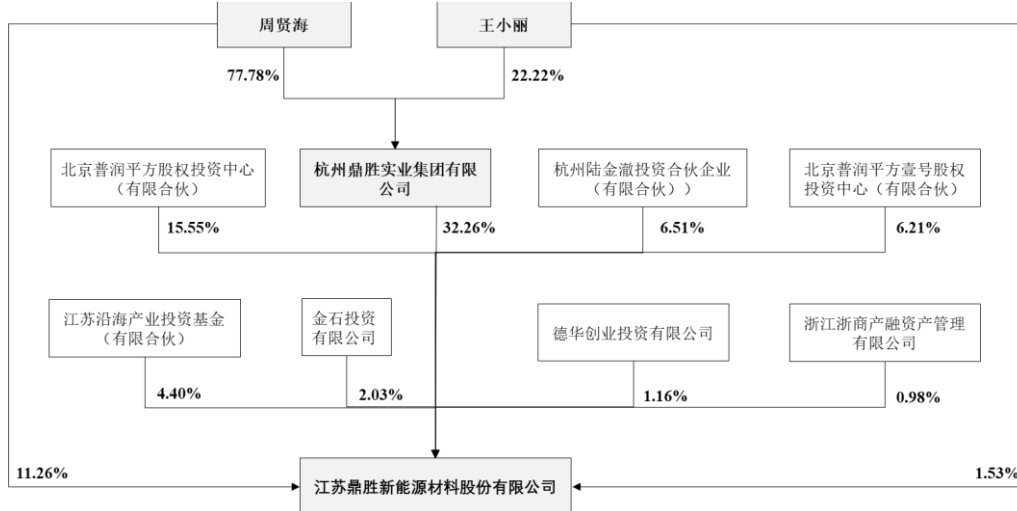 周贤海
王小丽
77.78%
22.22%
北京普润平方股权投资中心
（有限合伙）
杭州鼎胜实业集团有限
公司
杭州陆金澈投资合伙企业
（有限合伙））
北京普润平方壹号股权
投资中心（有限合伙）
15.55%
32.26%
6.51%
6.21%
江苏沿海产业投资基金
（有限合伙）
金石投资
有限公司
德华创业投资有限公司
浙江浙商产融资产管理
有限公司
4.40%
2.03%
1.16%
0.98%
11.26%
江苏鼎胜新能源材料股份有限公司
1.53%